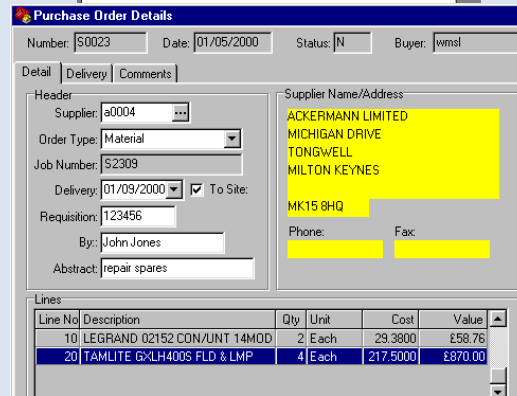 Purchase Order Details
Number: S0023 Date: 01/05/2000 Status: N Buyer: wmsl
Detail Delivery Comments
Header
Supplier: a0004 ...
Order Type: Material
Job Number: S2309
Delivery: 01/09/2000 To Site:
Requisition: 123456
By:: John Jones
Abstract: repair spares
Supplier Name/Address
ACKERMANN LIMITED
MICHIGAN DRIVE
TONGWELL
MILTON KEYNES
MK15 8HQ
Phone: Fax:
Lines
Line No Description Qty Unit Cost Value
10 LEGRAND 02152 CON/UNT 14MOD 2 Each 29.3800 £58.76
20 TAMLITE GXLH400S FLD & LMP 4 Each 217.5000 £870.00